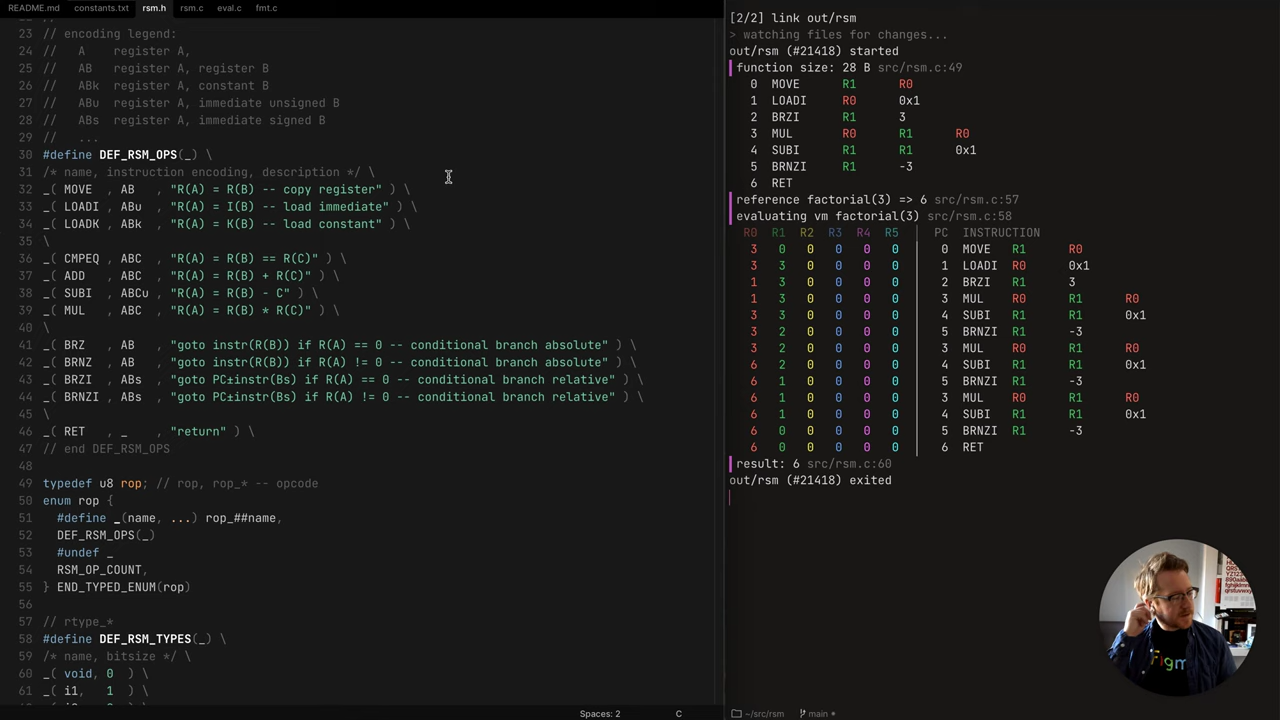 README.md constants.txt rsm.h rsm.c eval.c fmt.c
23 // encoding legend:
24 // A register A,
25 // AB register A, register B
26 // ABk register A, constant B
27 // ABu register A, immediate unsigned B
28 // ABs register A, immediate signed B
29 // ...
30 #define DEF_RSM_OPS(_) \
31 /* name, instruction encoding, description */ \
32 _( MOVE , AB , "R(A) = R(B) -- copy register" ) \
33 _( LOADI , ABu , "R(A) = I(B) -- load immediate" ) \
34 _( LOADK , ABk , "R(A) = K(B) -- load constant" ) \
35 \
36 _( CMPEQ , ABC , "R(A) = R(B) == R(C)" ) \
37 _( ADD , ABC , "R(A) = R(B) + R(C)" ) \
38 _( SUBI , ABCu , "R(A) = R(B) - C" ) \
39 _( MUL , ABC , "R(A) = R(B) * R(C)" ) \
40 \
41 _( BRZ , AB , "goto instr(R(B)) if R(A) == 0 -- conditional branch absolute" ) \
42 _( BRNZ , AB , "goto instr(R(B)) if R(A) != 0 -- conditional branch absolute" ) \
43 _( BRZI , ABs , "goto PC±instr(Bs) if R(A) == 0 -- conditional branch relative" ) \
44 _( BRNZI , ABs , "goto PC±instr(Bs) if R(A) != 0 -- conditional branch relative" ) \
45 \
46 _( RET , _ , "return" ) \
47 // end DEF_RSM_OPS
48
49 typedef u8 rop; // rop, rop_* -- opcode
50 enum rop {
51 #define _(name, ...) rop_##name,
52 DEF_RSM_OPS(_)
53 #undef _
54 RSM_OP_COUNT,
55 } END_TYPED_ENUM(rop)
56
57 // rtype_*
58 #define DEF_RSM_TYPES(_) \
59 /* name, bitsize */ \
60 _( void, 0 ) \
61 _( i1, 1 ) \
Spaces: 2 C
[2/2] link out/rsm
> watching files for changes...
out/rsm (#21418) started
function size: 28 B src/rsm.c:49
0 MOVE R1 R0
1 LOADI R0 0x1
2 BRZI R1 3
3 MUL R0 R1 R0
4 SUBI R1 R1 0x1
5 BRNZI R1 -3
6 RET
reference factorial(3) => 6 src/rsm.c:57
evaluating vm factorial(3) src/rsm.c:58
R0 R1 R2 R3 R4 R5 PC INSTRUCTION
3 0 0 0 0 0 0 MOVE R1 R0
3 3 0 0 0 0 1 LOADI R0 0x1
1 3 0 0 0 0 2 BRZI R1 3
1 3 0 0 0 0 3 MUL R0 R1 R0
3 3 0 0 0 0 4 SUBI R1 R1 0x1
3 2 0 0 0 0 5 BRNZI R1 -3
3 2 0 0 0 0 3 MUL R0 R1 R0
6 2 0 0 0 0 4 SUBI R1 R1 0x1
6 1 0 0 0 0 5 BRNZI R1 -3
6 1 0 0 0 0 3 MUL R0 R1 R0
6 1 0 0 0 0 4 SUBI R1 R1 0x1
6 0 0 0 0 0 5 BRNZI R1 -3
6 0 0 0 0 0 6 RET
result: 6 src/rsm.c:60
out/rsm (#21418) exited
Figm
~/src/rsm main *